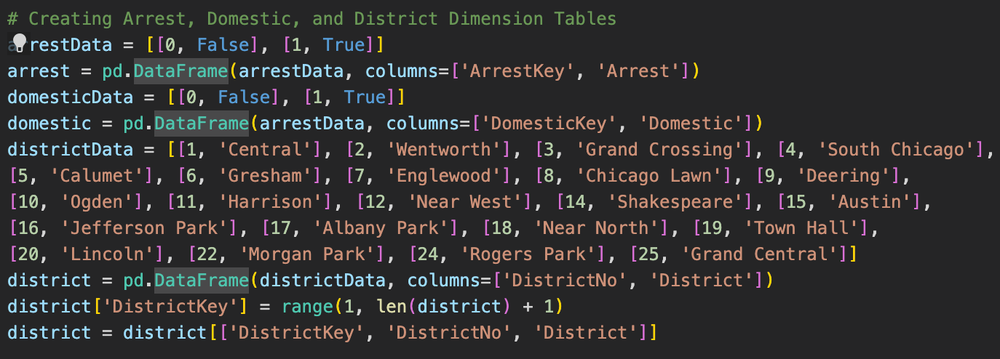 # Creating Arrest, Domestic, and District Dimension Tables
arrestData = [[0, False], [1, True]]
arrest = pd.DataFrame(arrestData, columns=['ArrestKey', 'Arrest'])
domesticData = [[0, False], [1, True]]
domestic = pd.DataFrame(arrestData, columns=['DomesticKey', 'Domestic'])
districtData = [[1, 'Central'], [2, 'Wentworth'], [3, 'Grand Crossing'], [4, 'South Chicago'],
[5, 'Calumet'], [6, 'Gresham'], [7, 'Englewood'], [8, 'Chicago Lawn'], [9, 'Deering'],
[10, 'Ogden'], [11, 'Harrison'], [12, 'Near West'], [14, 'Shakespeare'], [15, 'Austin'],
[16, 'Jefferson Park'], [17, 'Albany Park'], [18, 'Near North'], [19, 'Town Hall'],
[20, 'Lincoln'], [22, 'Morgan Park'], [24, 'Rogers Park'], [25, 'Grand Central']]
district = pd.DataFrame(districtData, columns=['DistrictNo', 'District'])
district['DistrictKey'] = range(1, len(district) + 1)
district = district[['DistrictKey', 'DistrictNo', 'District']]